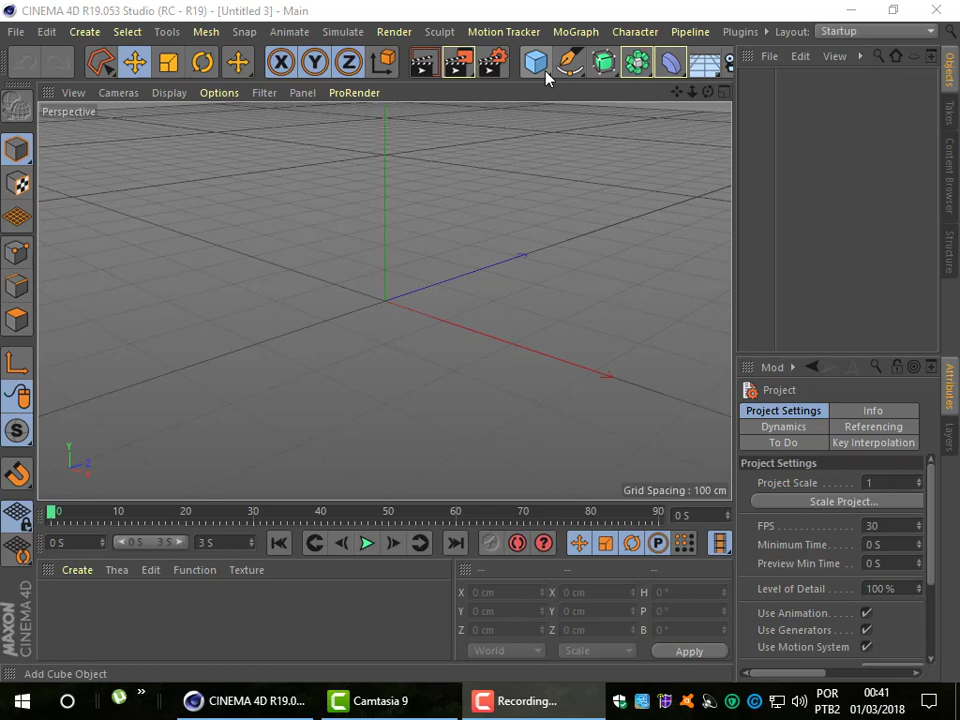 CINEMA 4D R19.053 Studio (RC - R19) - [Untitled 3] - Main
File Edit Create Select Tools Mesh Snap Animate Simulate Render Sculpt Motion Tracker MoGraph Character Pipeline Plugins Layout: Startup
X Y Z
File Edit View
View Cameras Display Options Filter Panel ProRender
Perspective
Objects
Takes
Content Browser
Structure
Y
Z
X
Grid Spacing : 100 cm
Mod
Project
Project Settings Info
Dynamics Referencing
To Do Key Interpolation
Project Settings
Project Scale 1
Scale Project...
FPS 30
Minimum Time 0 S
Preview Min Time 0 S
Level of Detail 100 %
Use Animation
Use Generators
Use Motion System
Attributes
Layers
0 10 20 30 40 50 60 70 80 90 0 S
0 S 0 S 3 S 3 S
P
Create Thea Edit Function Texture
-- -- --
X 0 cm X 0 cm H 0 °
Y 0 cm Y 0 cm P 0 °
Z 0 cm Z 0 cm B 0 °
World Scale Apply
MAXON
CINEMA 4D
Add Cube Object
CINEMA 4D R19.0... Camtasia 9 Recording... POR
PTB2
00:41
01/03/2018